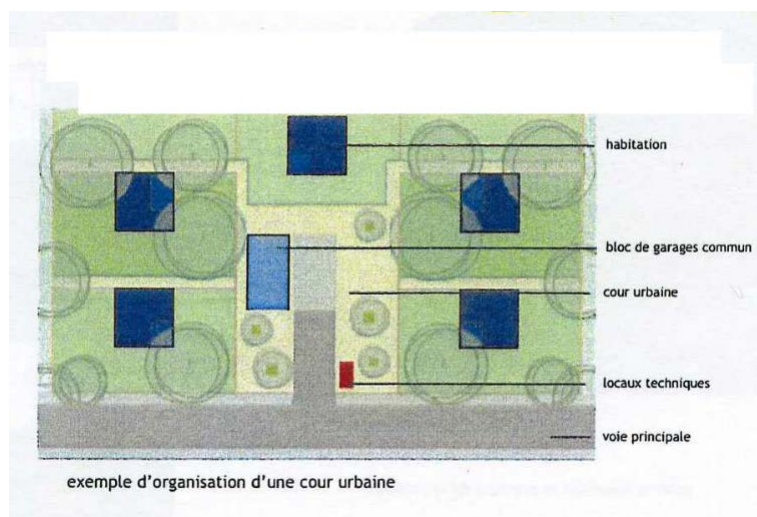 habitation
bloc de garages commun
cour urbaine
locaux techniques
voie principale
exemple d'organisation d'une cour urbaine